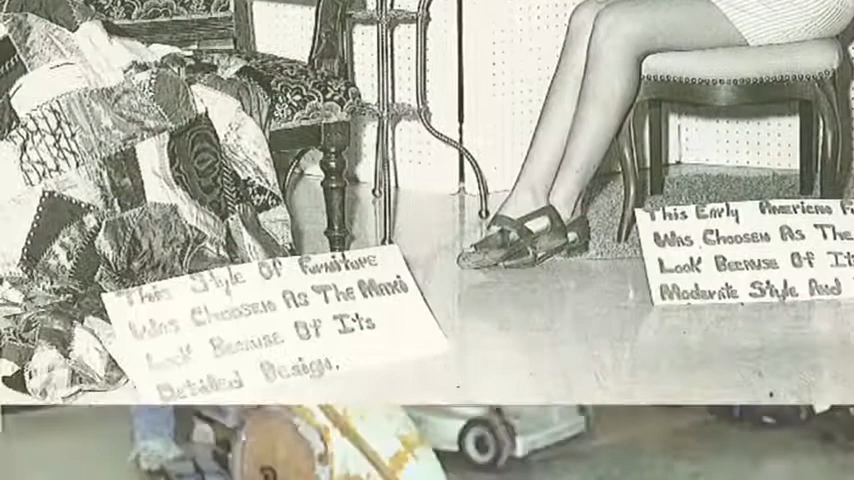 This Style Of Furniture
Was Choosen As The Maxi
Look Because Of It's
Detailed Design.
This Early American
Was Choosen As The
Look Because Of It's
Moderate Style And